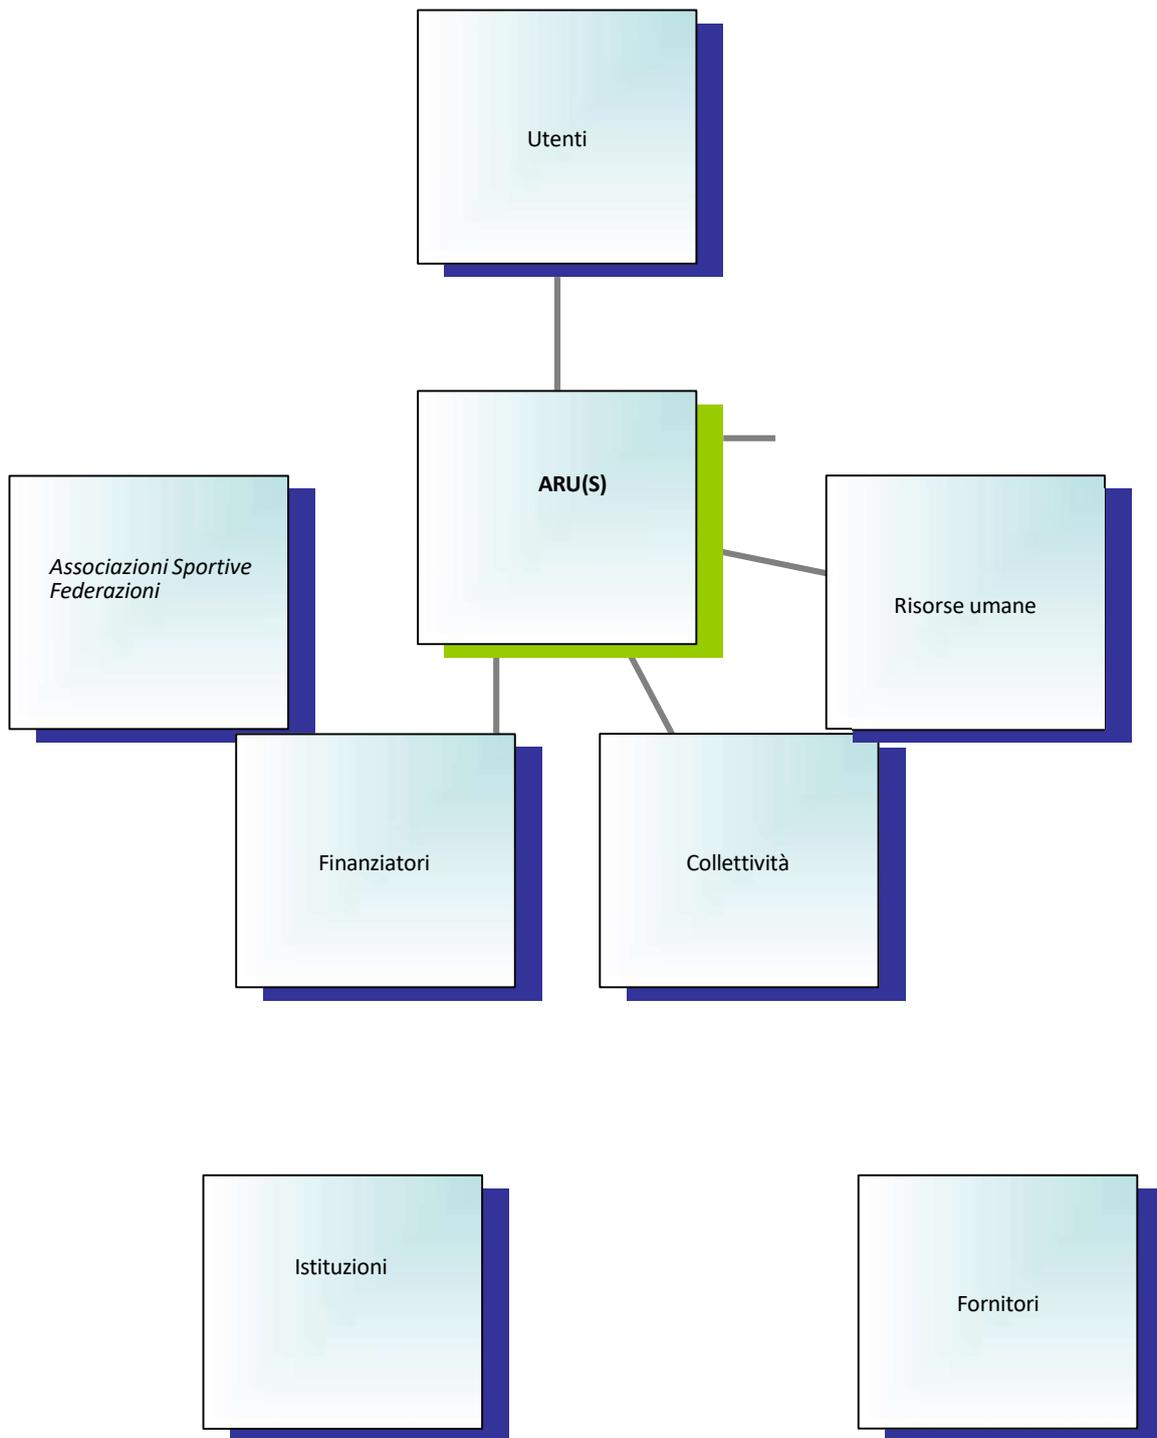 Utenti
ARU(S)
Associazioni Sportive
Federazioni
Risorse umane
Finanziatori
Collettività
Istituzioni
Fornitori